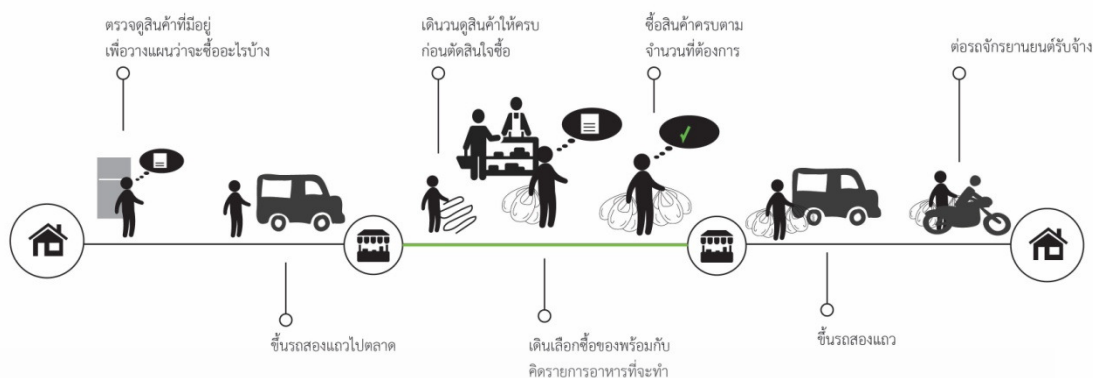 ตรวจดูสินค้าที่มีอยู่
เพื่อวางแผนว่าจะซื้ออะไรบ้าง
ขึ้นรถสองแถวไปตลาด
เดินวนดูสินค้าให้ครบ
ก่อนตัดสินใจซื้อ
เดินเลือกซื้อของพร้อมกับ
คิดรายการอาหารที่จะทำ
ซื้อสินค้าครบตาม
จำนวนที่ต้องการ
ขึ้นรถสองแถว
ต่อรถจักรยานยนต์รับจ้าง